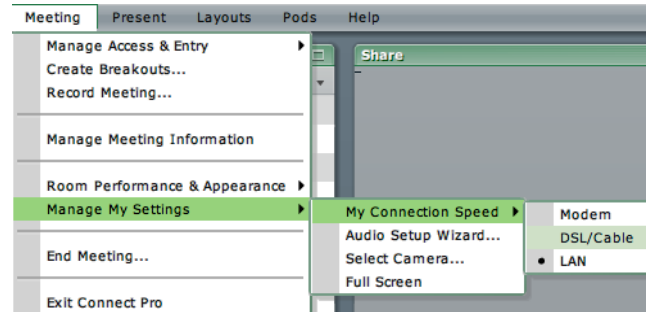 Meeting Present Layouts Pods Help
Manage Access & Entry
Create Breakouts...
Record Meeting...
Manage Meeting Information
Room Performance & Appearance
Manage My Settings
End Meeting...
Exit Connect Pro
Share
My Connection Speed
Audio Setup Wizard...
Select Camera...
Full Screen
Modem
DSL/Cable
LAN